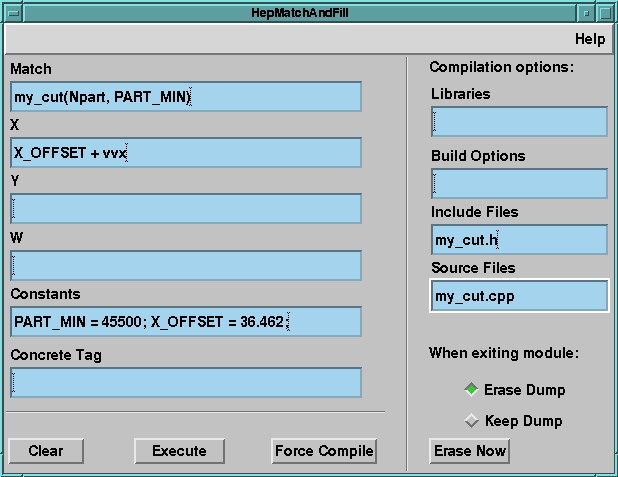 HepMatchAndFill
Help
Match
my_cut(Npart, PART_MIN)
X
X_OFFSET + vvx
Y
W
Constants
PART_MIN = 45500; X_OFFSET = 36.462;
Concrete Tag
Clear
Execute
Force Compile
Compilation options:
Libraries
Build Options
Include Files
my_cut.h
Source Files
my_cut.cpp
When exiting module:
Erase Dump
Keep Dump
Erase Now